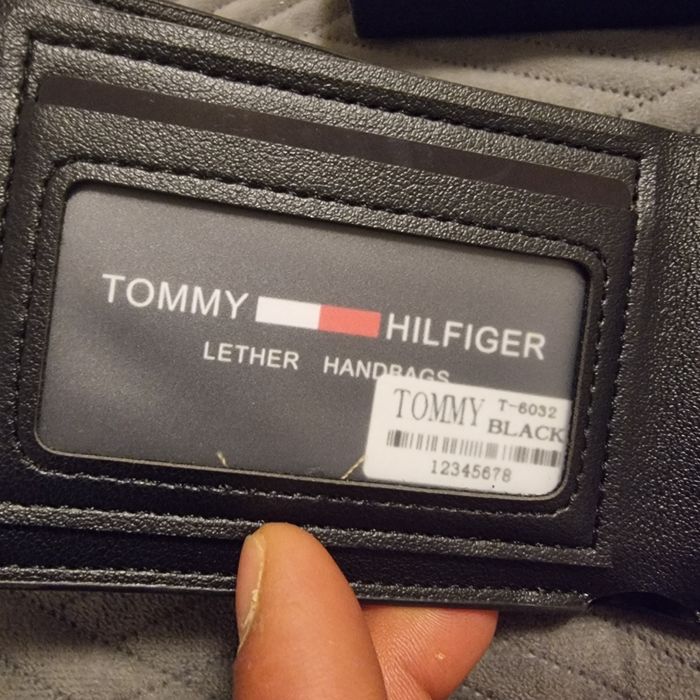 TOMMY HILFIGER
LETHER HANDBAGS
TOMMY T-6032
BLACK
12345678